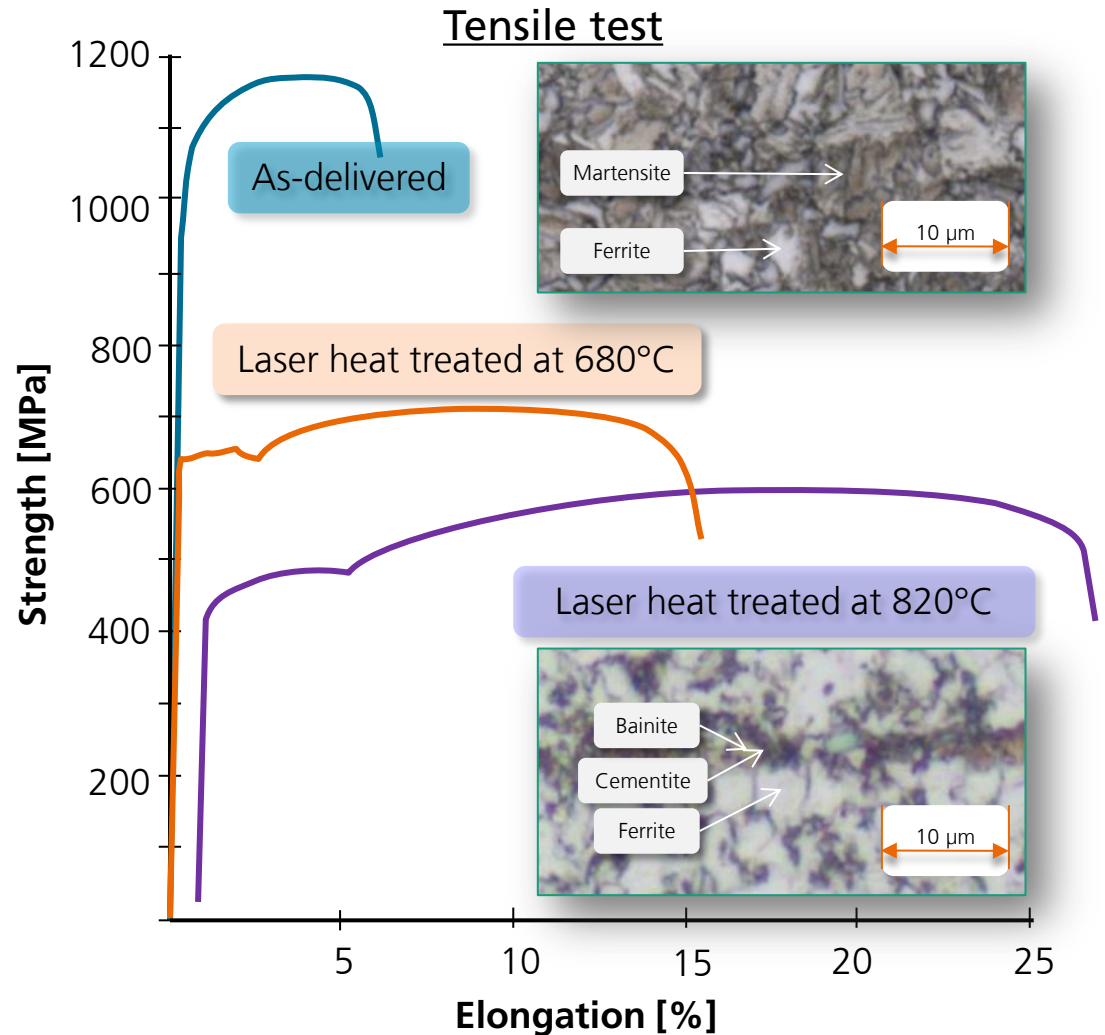 Tensile test
1200
1000
800
600
400
200
Strength [MPa]
As-delivered
Martensite
Ferrite
10 µm
Laser heat treated at 680°C
Laser heat treated at 820°C
Bainite
Cementite
Ferrite
10 µm
5
10
15
20
25
Elongation [%]